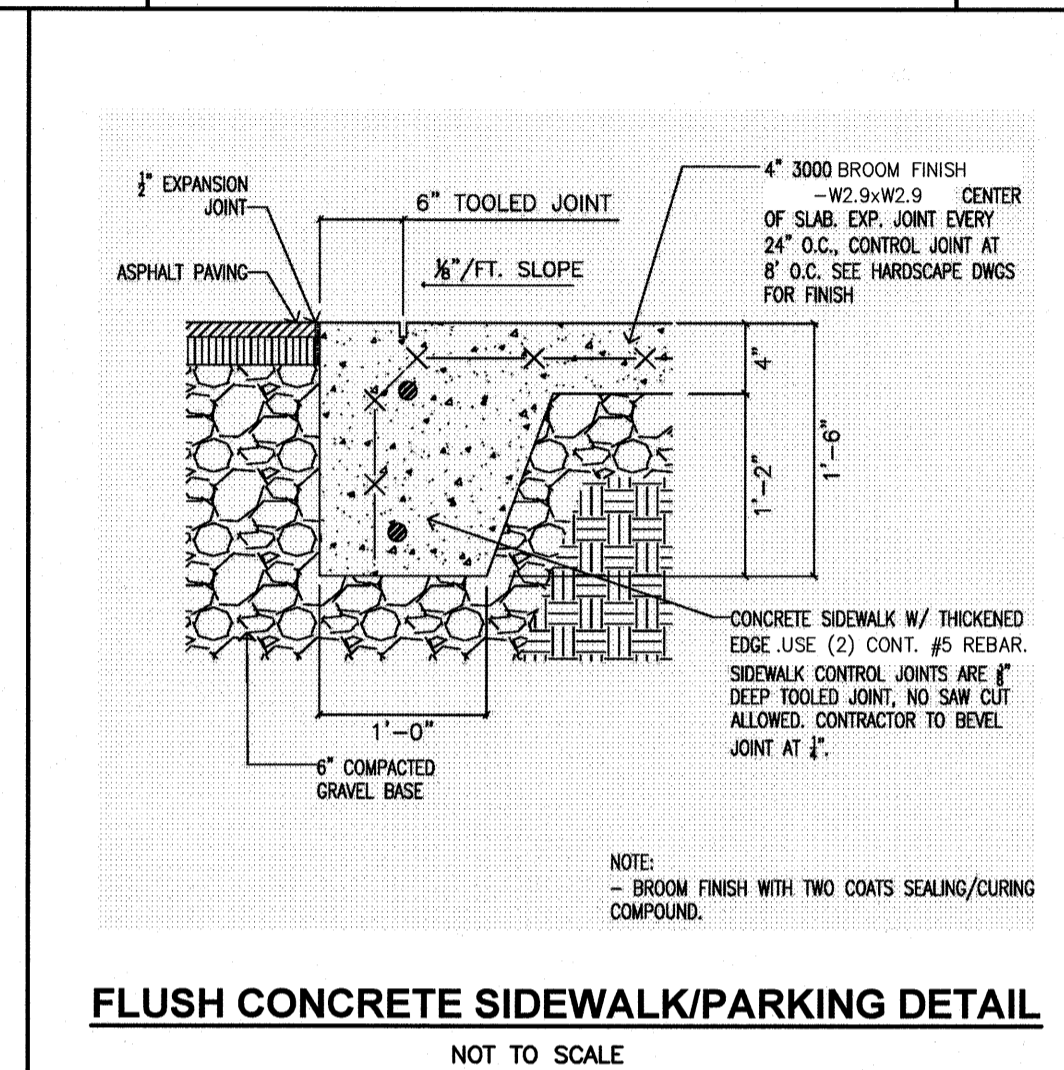 ½" EXPANSION
JOINT
6" TOOLED JOINT
ASPHALT PAVING
⅛"/FT. SLOPE
4" 3000 BROOM FINISH
-W2.9xW2.9 CENTER
OF SLAB. EXP. JOINT EVERY
24" O.C., CONTROL JOINT AT
8' O.C. SEE HARDSCAPE DWGS
FOR FINISH
4"
1'-2"
1'-6"
CONCRETE SIDEWALK W/ THICKENED
EDGE .USE (2) CONT. #5 REBAR.
SIDEWALK CONTROL JOINTS ARE
DEEP TOOLED JOINT, NO SAW CUT
ALLOWED. CONTRACTOR TO BEVEL
JOINT AT ¼".
1'-0"
6" COMPACTED
GRAVEL BASE
NOTE:
- BROOM FINISH WITH TWO COATS SEALING/CURING
COMPOUND.
FLUSH CONCRETE SIDEWALK/PARKING DETAIL
NOT TO SCALE